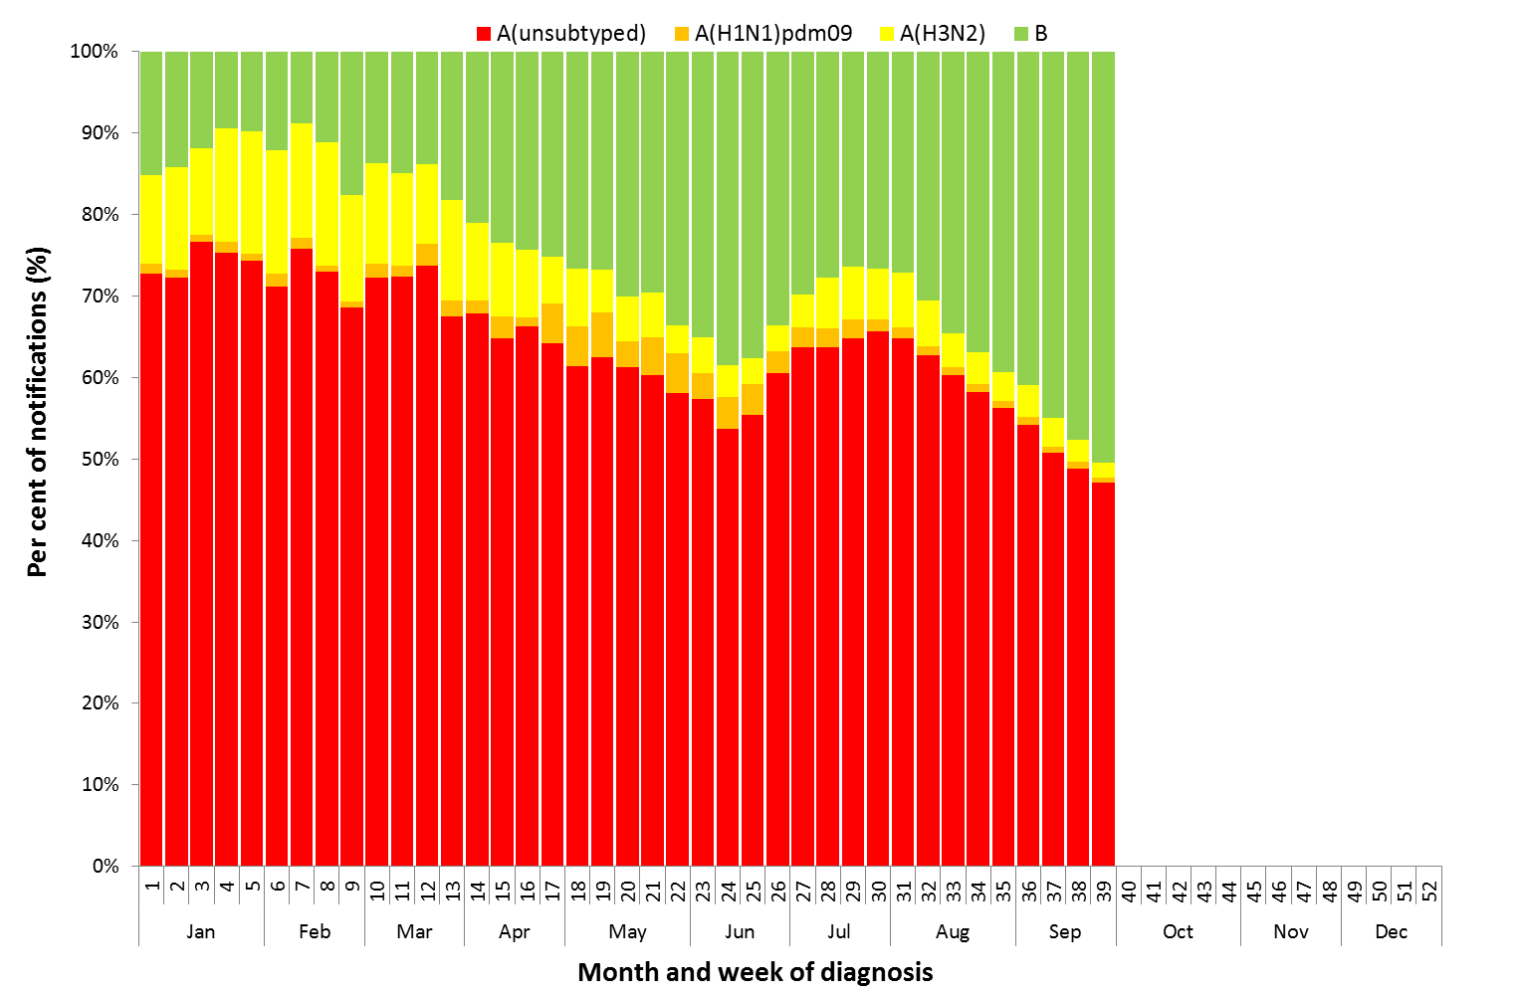 A(unsubtyped) A(H1N1)pdm09 A(H3N2) B
100%
90%
80%
70%
60%
50%
40%
30%
20%
10%
0%
Per cent of notifications (%)
1 2 3 4 5 6 7 8 9 10 11 12 13 14 15 16 17 18 19 20 21 22 23 24 25 26 27 28 29 30 31 32 33 34 35 36 37 38 39 40 41 42 43 44 45 46 47 48 49 50 51 52
Jan Feb Mar Apr May Jun Jul Aug Sep Oct Nov Dec
Month and week of diagnosis